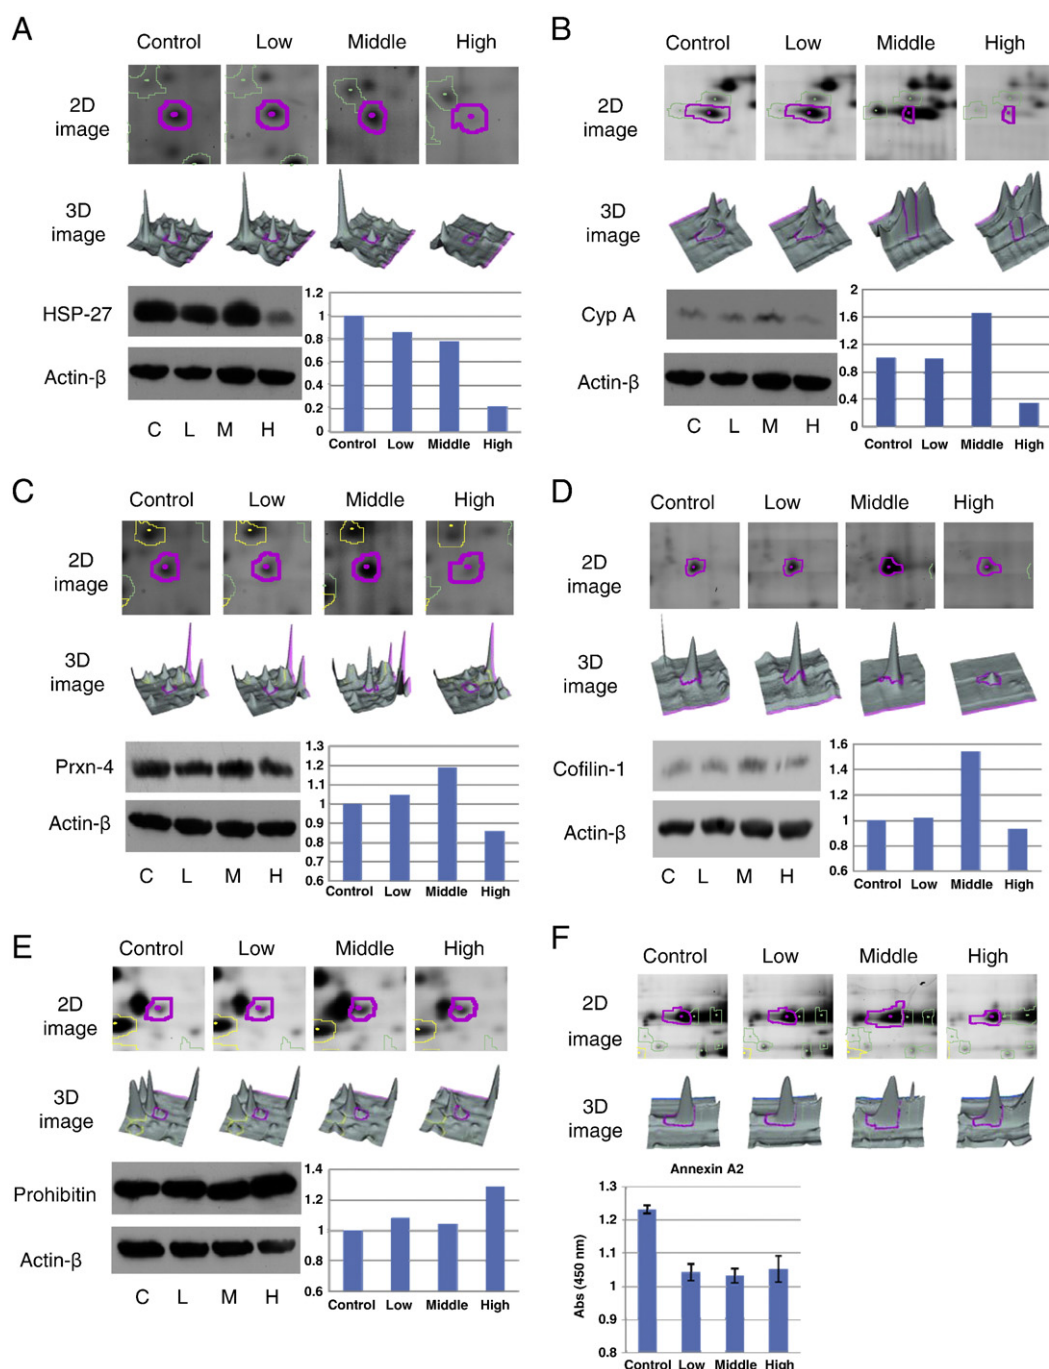 A
Control Low Middle High
2D
image
3D
image
HSP-27
Actin-β
C L M H
1.2
1
0.8
0.6
0.4
0.2
0
Control Low Middle High
B
Control Low Middle High
2D
image
3D
image
Cyp A
Actin-β
C L M H
2
1.6
1.2
0.8
0.4
0
Control Low Middle High
C
Control Low Middle High
2D
image
3D
image
Prxn-4
Actin-β
C L M H
1.3
1.2
1.1
1
0.9
0.8
0.7
0.6
Control Low Middle High
D
Control Low Middle High
2D
image
3D
image
Cofilin-1
Actin-β
C L M H
1.6
1.4
1.2
1
0.8
0.6
Control Low Middle High
E
Control Low Middle High
2D
image
3D
image
Prohibitin
Actin-β
C L M H
1.4
1.2
1
0.8
0.6
Control Low Middle High
F
Control Low Middle High
2D
image
3D
image
Annexin A2
Abs (450 nm)
1.3
1.2
1.1
1
0.9
0.8
Control Low Middle High